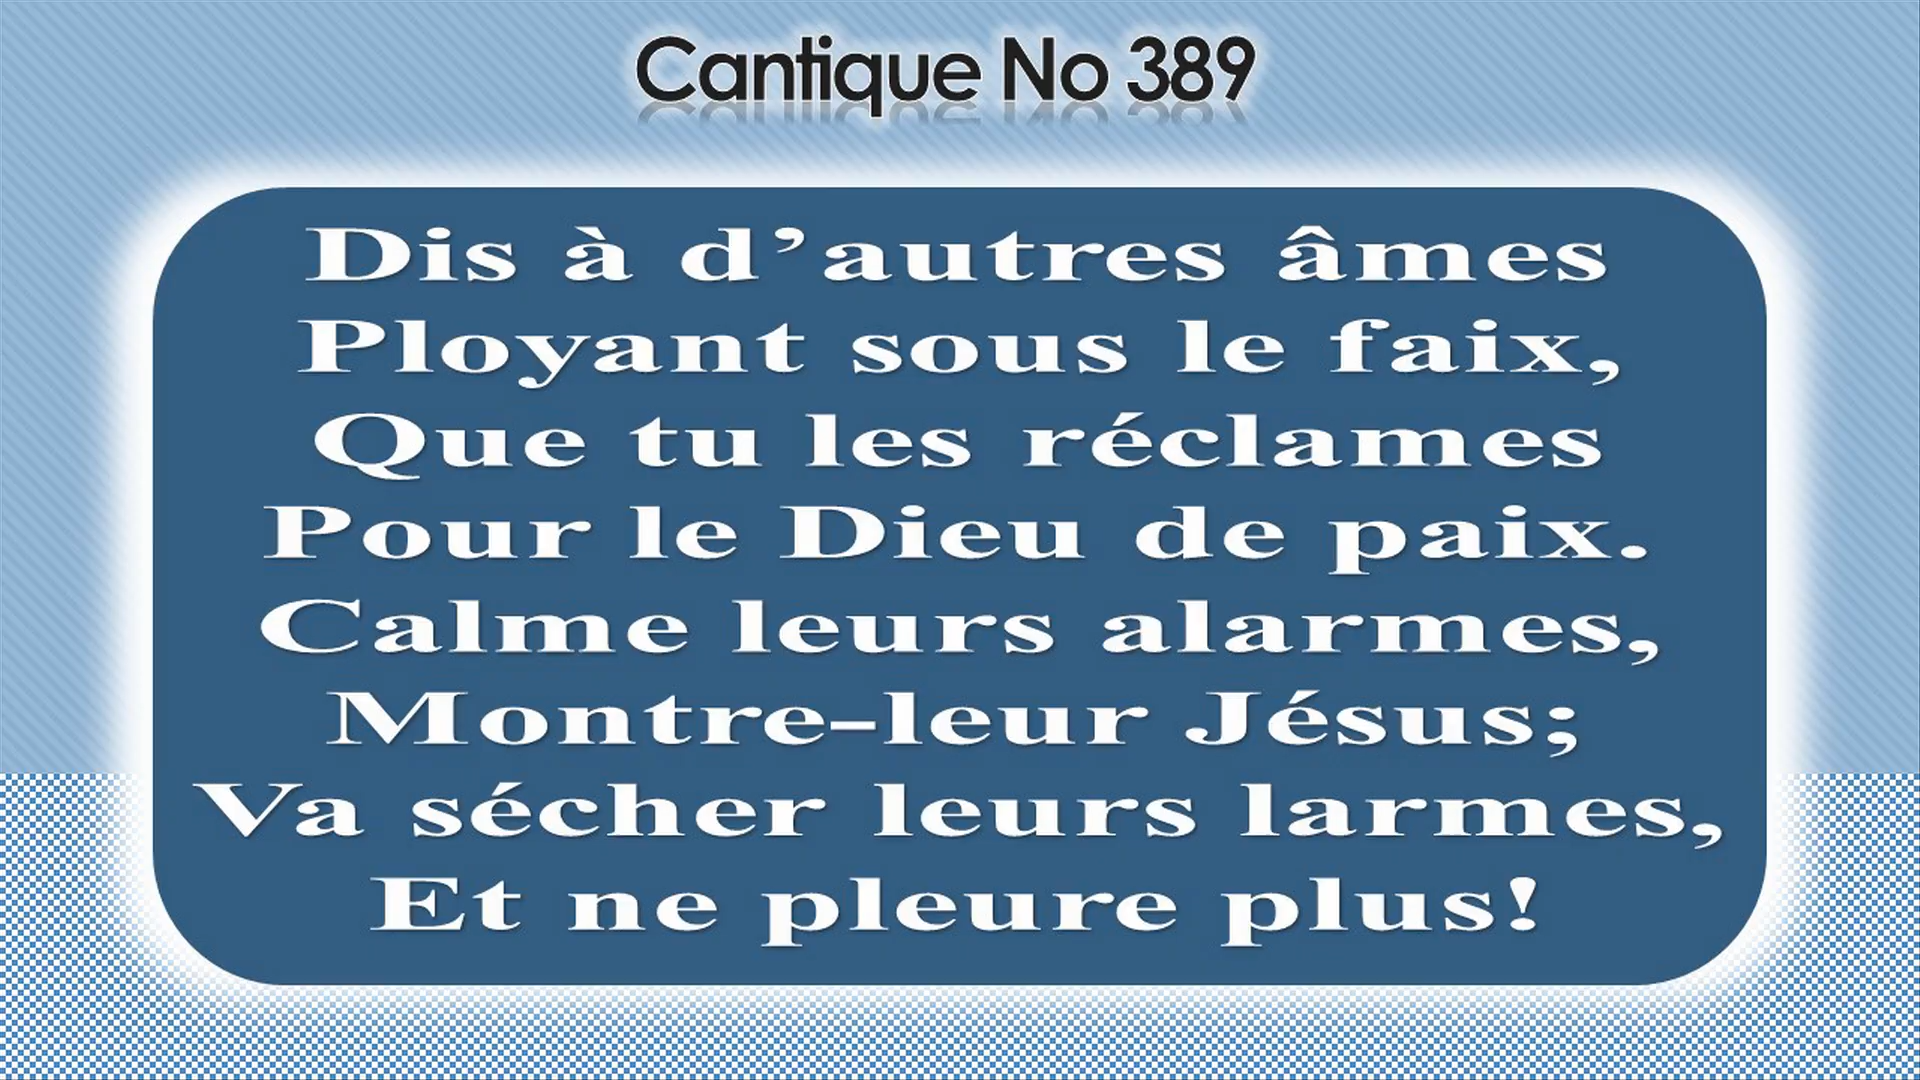 Cantique No 389
Dis à d’autres âmes
Ployant sous le faix,
Que tu les réclames
Pour le Dieu de paix.
Calme leurs alarmes,
Montre-leur Jésus;
Va sécher leurs larmes,
Et ne pleure plus!